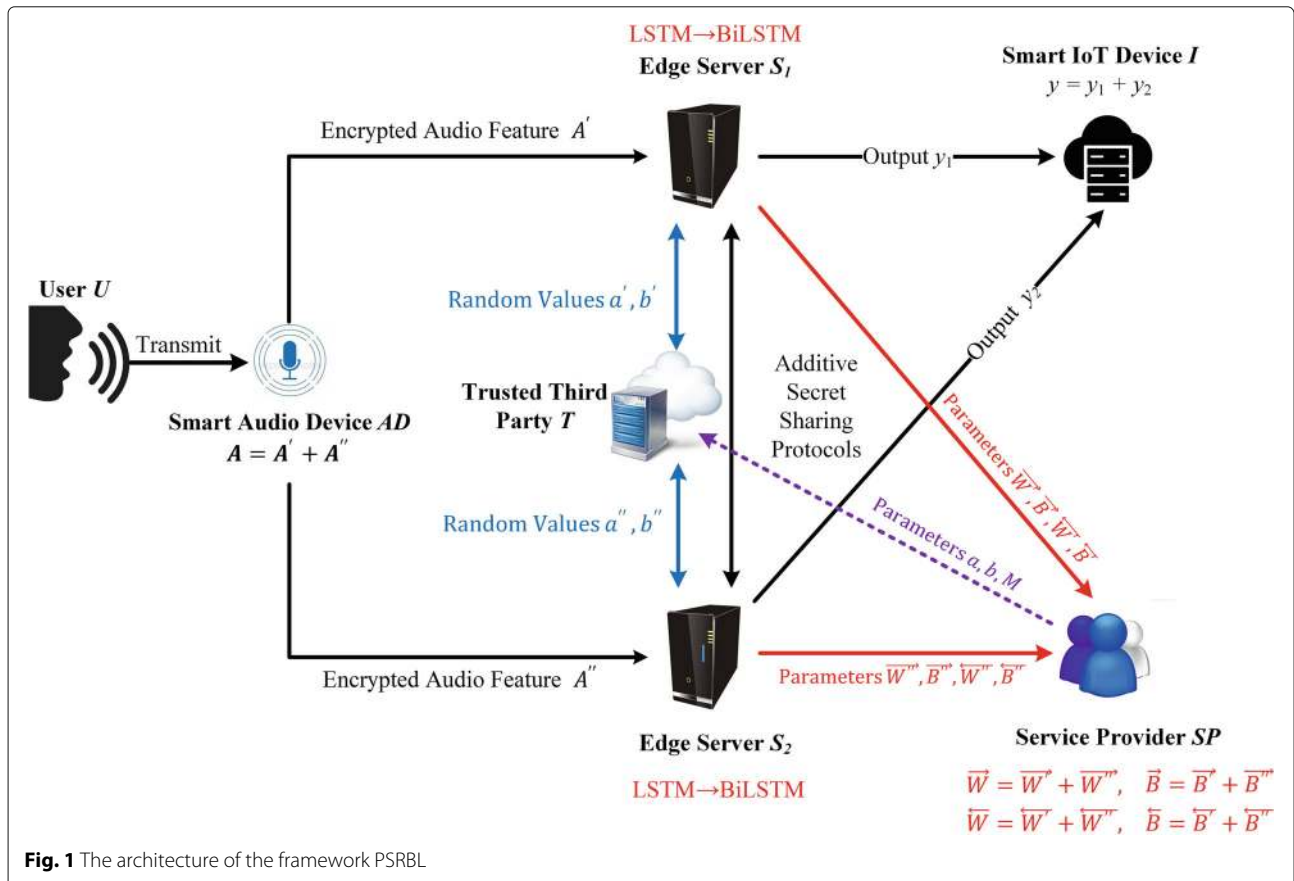 LSTM→BiLSTM
Edge Server S₁
Smart IoT Device I
y = y₁ + y₂
Encrypted Audio Feature A′
Output y₁
User U
Transmit
Random Values a′, b′
Smart Audio Device AD
A = A′ + A″
Trusted Third
Party T
Additive
Secret
Sharing
Protocols
Output y₂
Parameters W⃗′, B⃗′, W⃖′, B⃖′
Random Values a″, b″
Parameters a, b, M
Encrypted Audio Feature A″
Parameters W⃗″, B⃗″, W⃖″, B⃖″
Edge Server S₂
LSTM→BiLSTM
Service Provider SP
W⃗ = W⃗′ + W⃗″, B⃗ = B⃗′ + B⃗″
W⃖ = W⃖′ + W⃖″, B⃖ = B⃖′ + B⃖″
Fig. 1 The architecture of the framework PSRBL